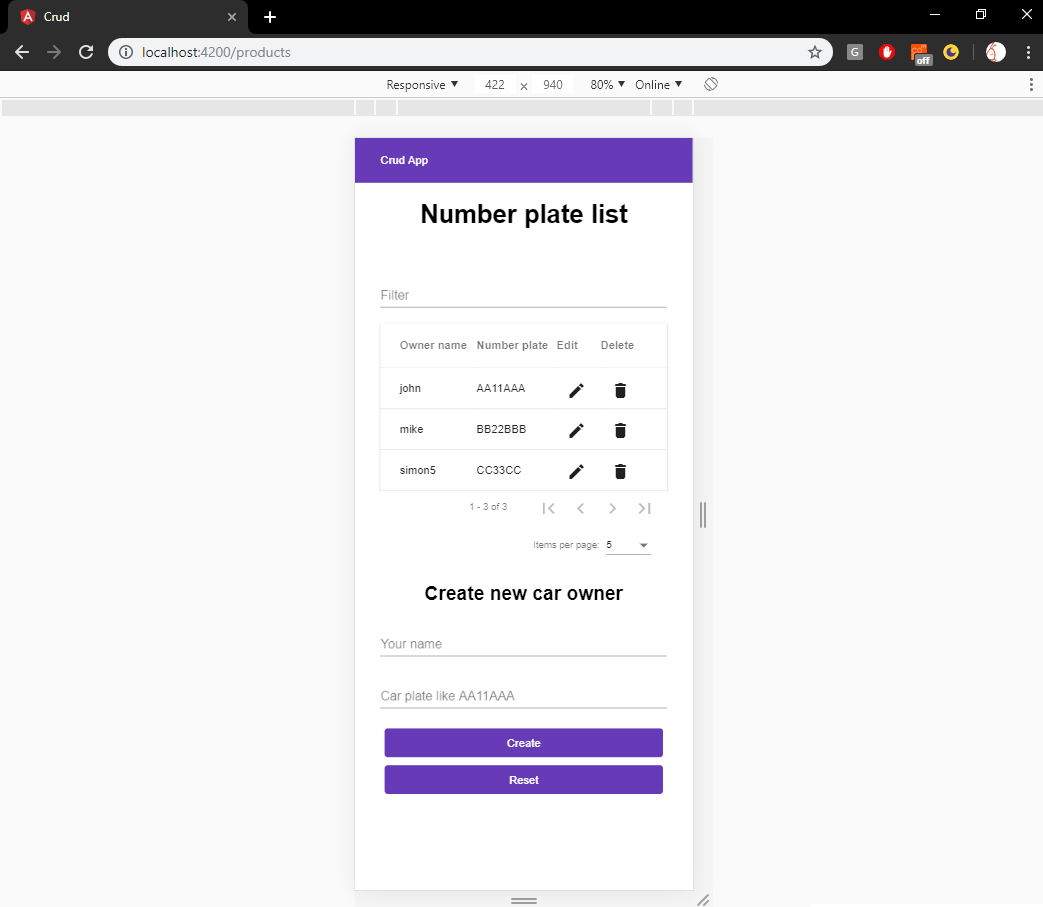 Crud
localhost:4200/products
G
off
Responsive 422 × 940 80% Online
Crud App
Number plate list
Filter
Owner name Number plate Edit Delete
john AA11AAA
mike BB22BBB
simon5 CC33CC
1 - 3 of 3
Items per page: 5
Create new car owner
Your name
Car plate like AA11AAA
Create
Reset